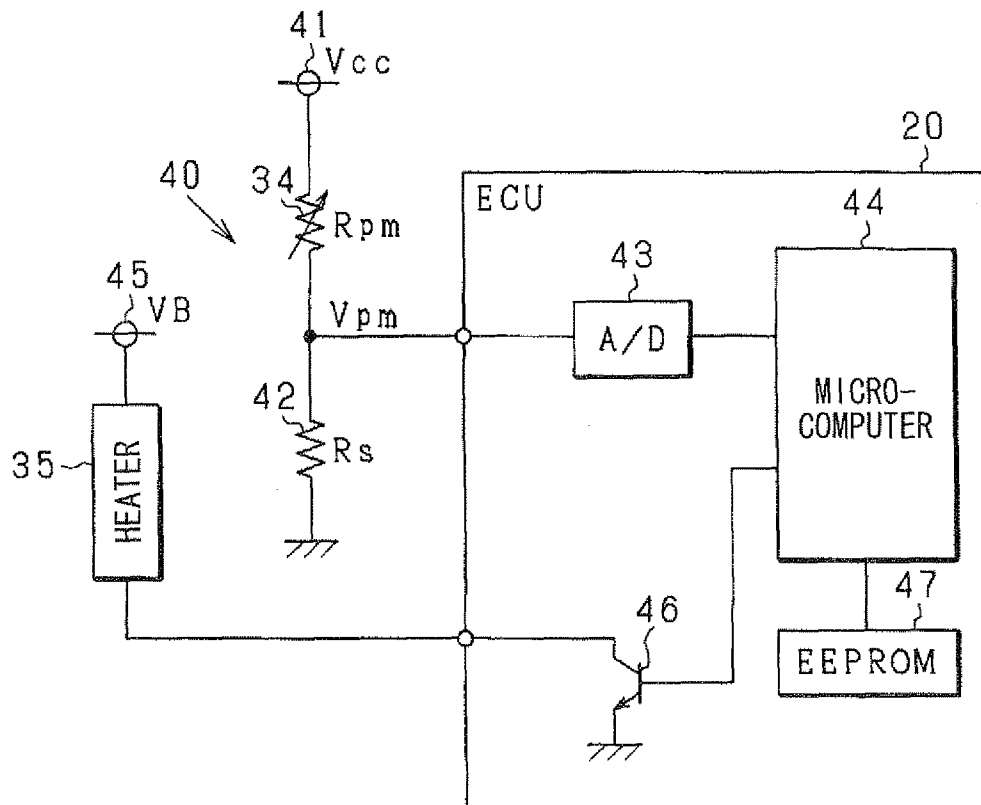 41
Vcc
20
34
40
ECU
44
Rpm
43
45
VB
Vpm
A/D
MICRO-
COMPUTER
42
35
HEATER
Rs
47
46
EEPROM